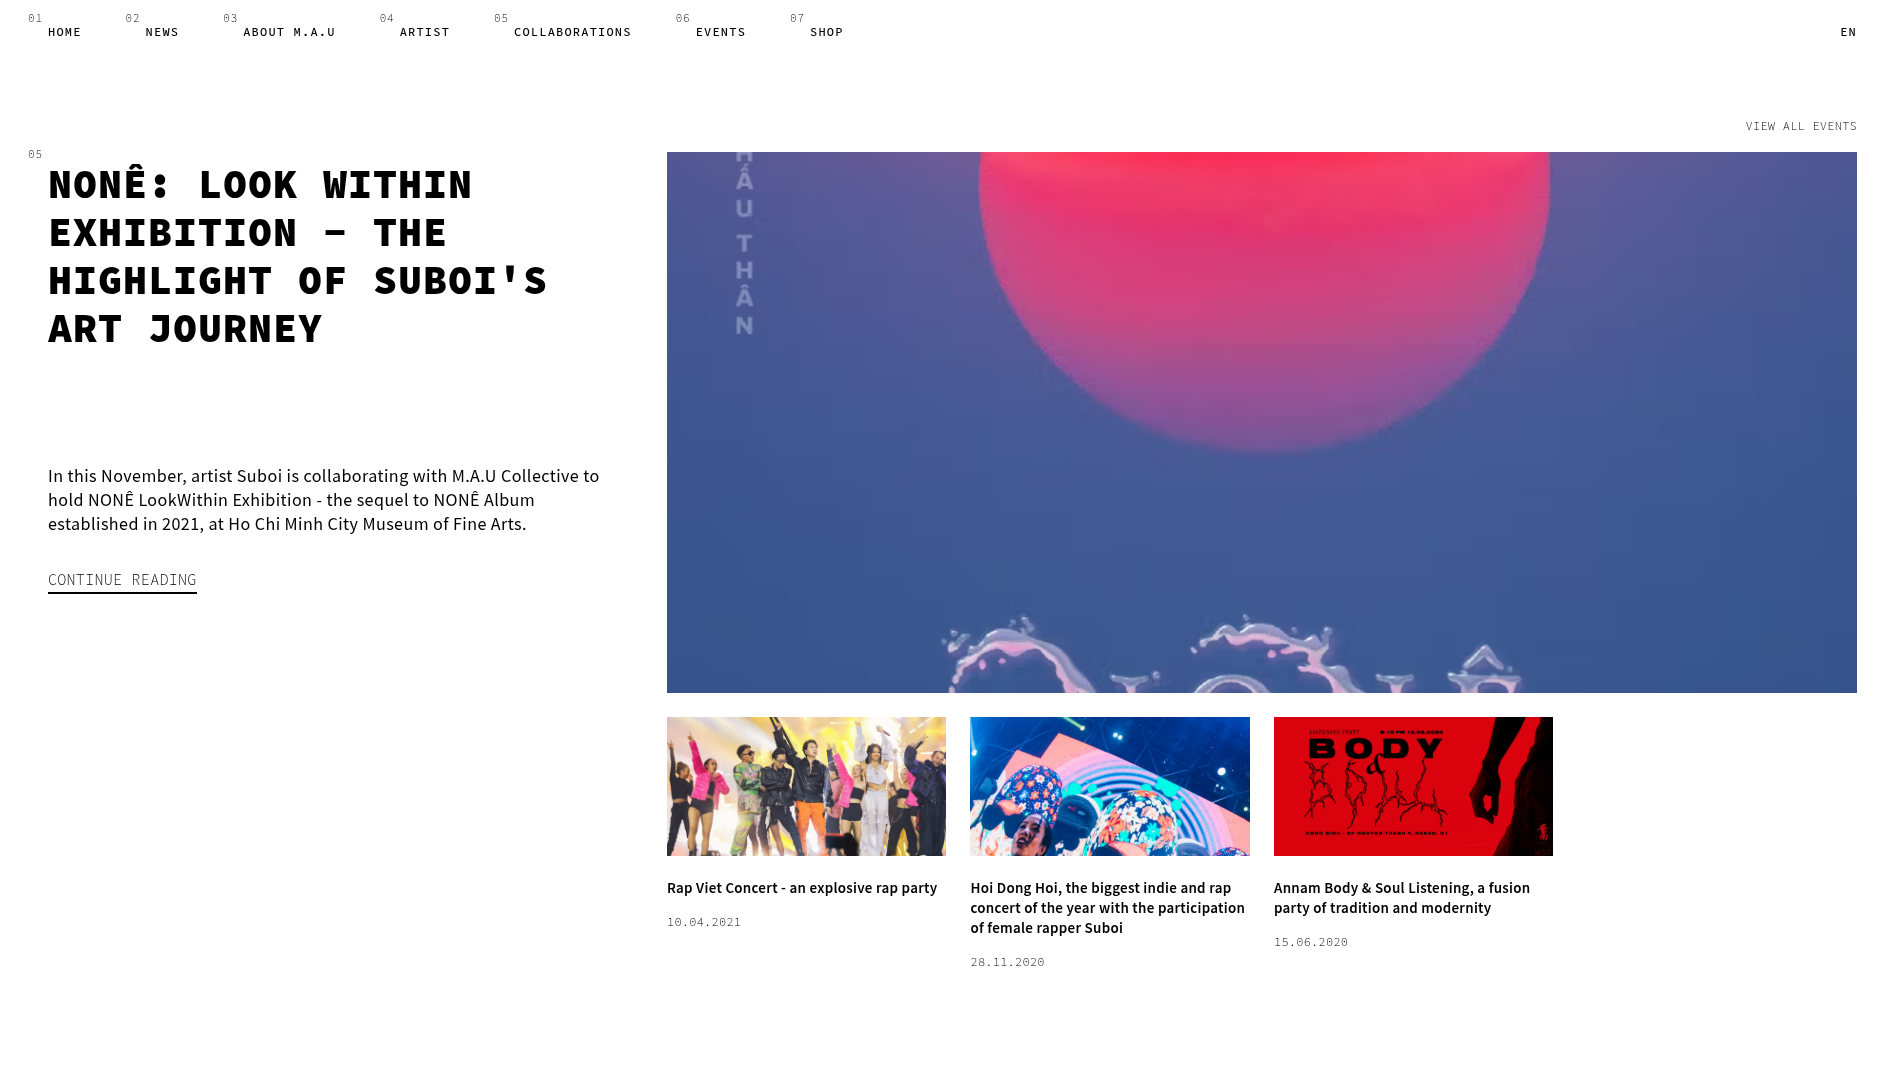 01 HOME
02 NEWS
03 ABOUT M.A.U
04 ARTIST
05 COLLABORATIONS
06 EVENTS
07 SHOP
EN
VIEW ALL EVENTS
05
NONÊ: LOOK WITHIN
EXHIBITION – THE
HIGHLIGHT OF SUBOI'S
ART JOURNEY
In this November, artist Suboi is collaborating with M.A.U Collective to
hold NONÊ LookWithin Exhibition - the sequel to NONÊ Album
established in 2021, at Ho Chi Minh City Museum of Fine Arts.
CONTINUE READING
THÂN
LISTENING PARTY
BODY
&
Rap Viet Concert - an explosive rap party
10.04.2021
Hoi Dong Hoi, the biggest indie and rap
concert of the year with the participation
of female rapper Suboi
28.11.2020
Annam Body & Soul Listening, a fusion
party of tradition and modernity
15.06.2020